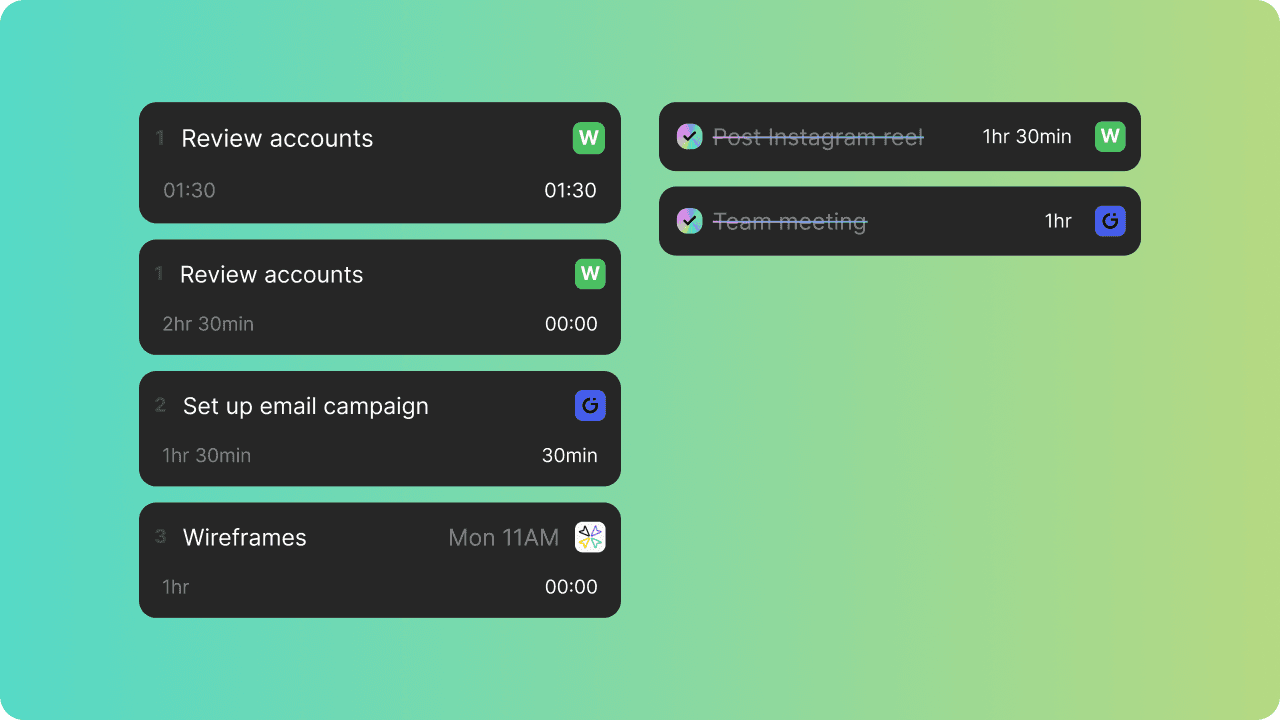 1 Review accounts W
01:30 01:30
1 Review accounts W
2hr 30min 00:00
2 Set up email campaign G
1hr 30min 30min
3 Wireframes Mon 11AM
1hr 00:00
Post Instagram reel 1hr 30min W
Team meeting 1hr G